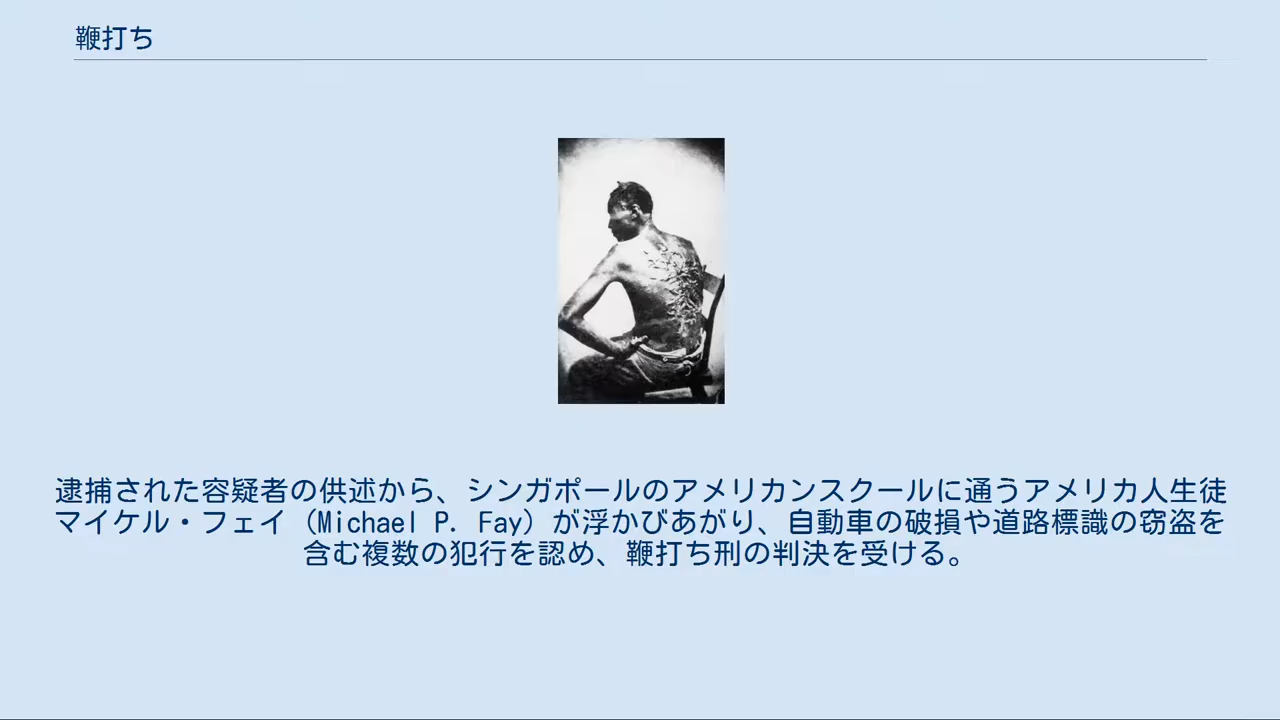 鞭打ち
逮捕された容疑者の供述から、シンガポールのアメリカンスクールに通うアメリカ人生徒
マイケル・フェイ（Michael P. Fay）が浮かびあがり、自動車の破損や道路標識の窃盗を
含む複数の犯行を認め、鞭打ち刑の判決を受ける。